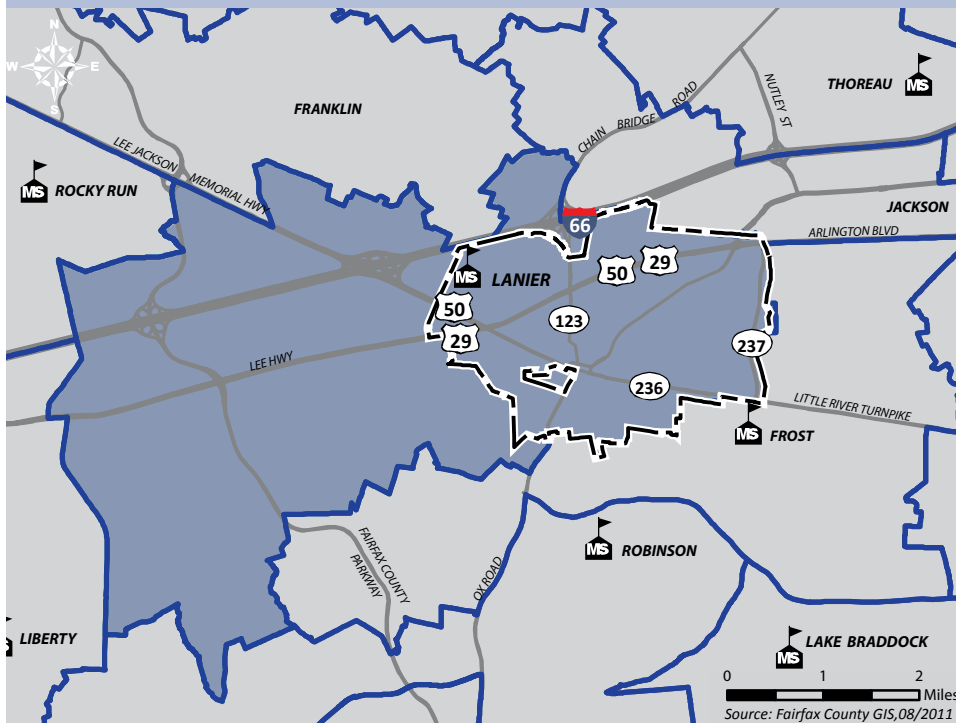 N
W E
S
FRANKLIN
CHAIN BRIDGE ROAD
NUTLEY ST
THOREAU
MS
LEE JACKSON MEMORIAL HWY
MS
ROCKY RUN
JACKSON
66
ARLINGTON BLVD
MS
LANIER
50
29
50
29
123
237
LEE HWY
236
LITTLE RIVER TURNPIKE
MS
FROST
FAIRFAX COUNTY
PARKWAY
OX ROAD
MS
ROBINSON
LIBERTY
MS
LAKE BRADDOCK
0 1 2
Miles
Source: Fairfax County GIS,08/2011